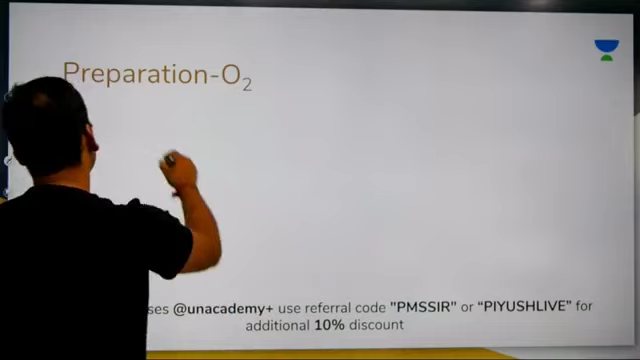 Preparation-O₂
ses @unacademy+ use referral code "PMSSIR" or “PIYUSHLIVE” for
additional 10% discount